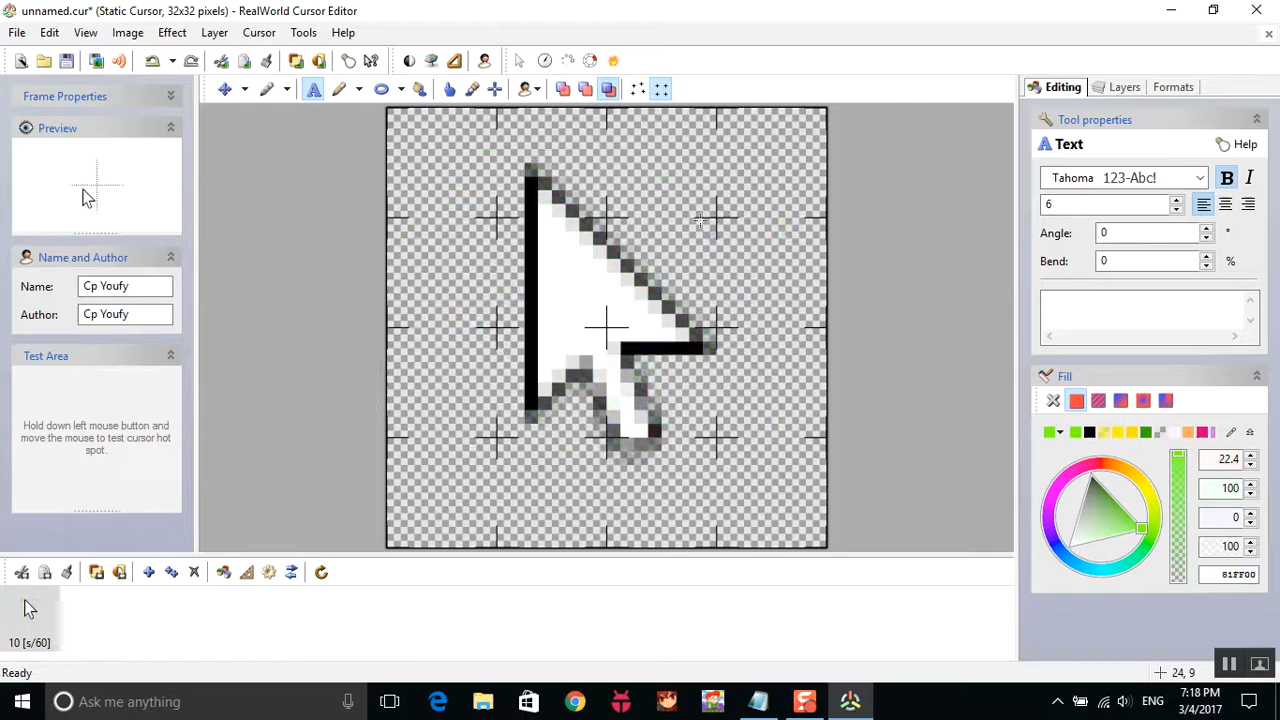 unnamed.cur* (Static Cursor, 32x32 pixels) - RealWorld Cursor Editor
File Edit View Image Effect Layer Cursor Tools Help
Frame Properties
Preview
Name and Author
Name: Cp Youfy
Author: Cp Youfy
Test Area
Hold down left mouse button and
move the mouse to test cursor hot
spot.
Editing Layers Formats
Tool properties
A Text Help
Tahoma 123-Abc! B I
6
Angle: 0 °
Bend: 0 %
Fill
22.4
100
0
100
81FF00
10 [s/60]
Ready
24, 9
Ask me anything
ENG
7:18 PM
3/4/2017